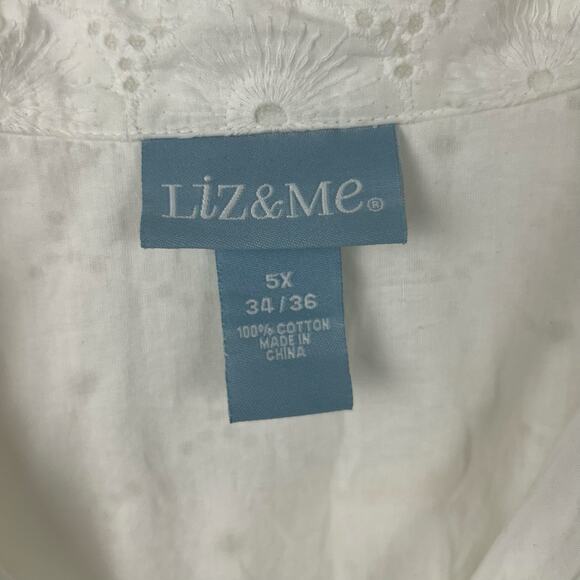 Liz&Me®
5X
34/36
100% COTTON
MADE IN
CHINA